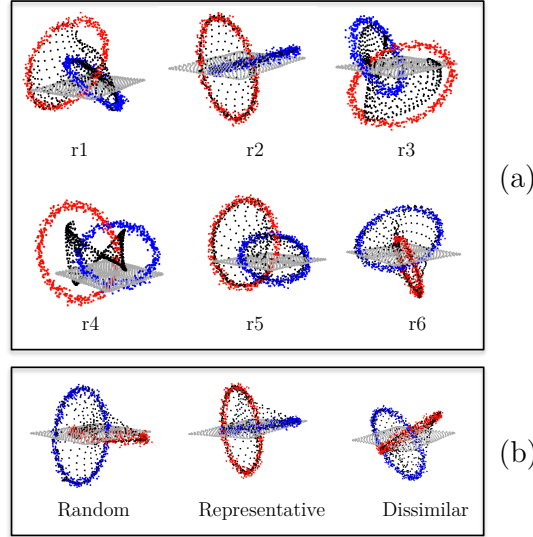 r1 r2 r3
(a)
r4 r5 r6
(b)
Random Representative Dissimilar